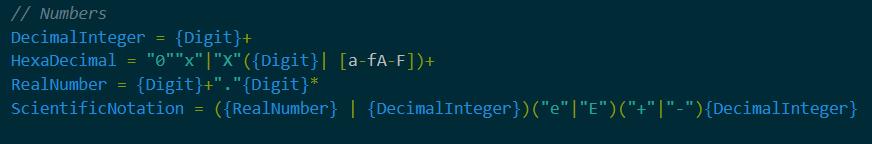 // Numbers
DecimalInteger = {Digit}+
HexaDecimal = "0""x"|"X"({Digit}| [a-fA-F])+
RealNumber = {Digit}+"."{Digit}*
ScientificNotation = ({RealNumber} | {DecimalInteger})("e"|"E")("+"|"-"){DecimalInteger}